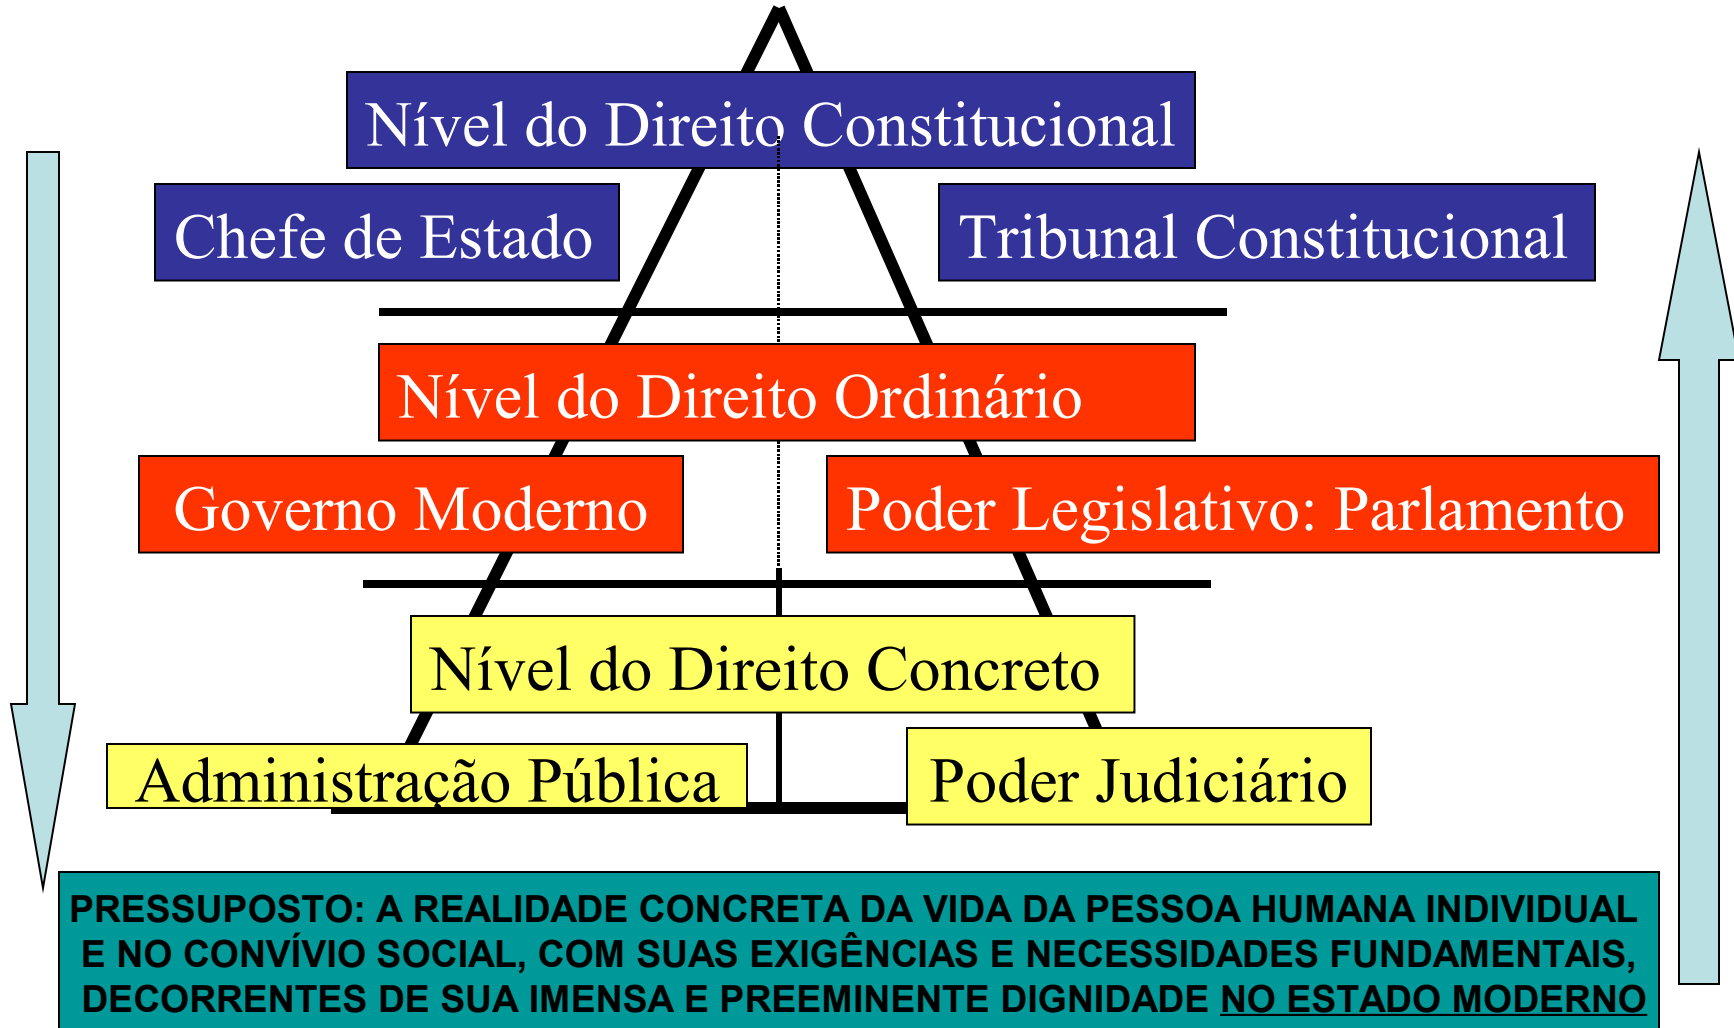 Nível do Direito Constitucional
Chefe de Estado
Tribunal Constitucional
Nível do Direito Ordinário
Governo Moderno
Poder Legislativo: Parlamento
Nível do Direito Concreto
Administração Pública
Poder Judiciário
PRESSUPOSTO: A REALIDADE CONCRETA DA VIDA DA PESSOA HUMANA INDIVIDUAL
E NO CONVÍVIO SOCIAL, COM SUAS EXIGÊNCIAS E NECESSIDADES FUNDAMENTAIS,
DECORRENTES DE SUA IMENSA E PREEMINENTE DIGNIDADE NO ESTADO MODERNO